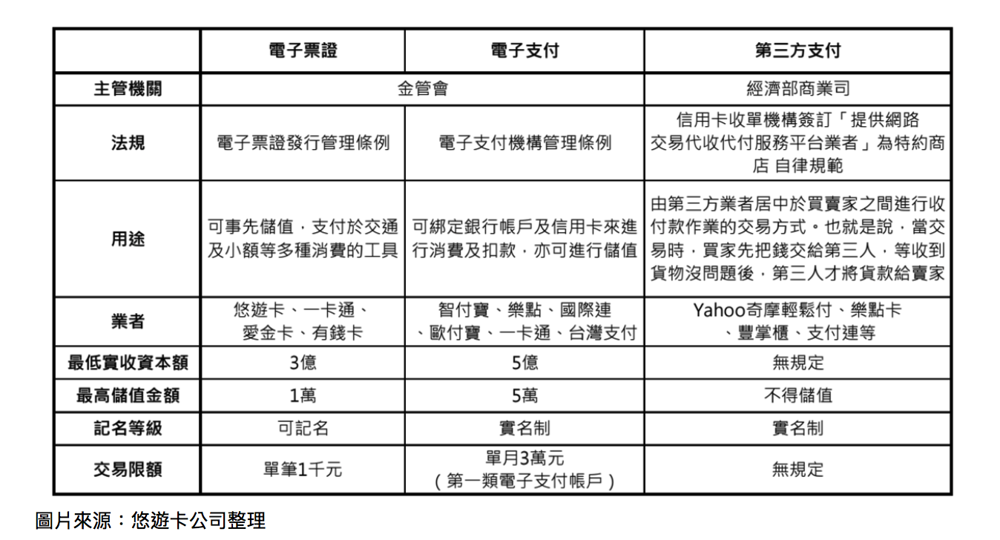 電子票證
電子支付
第三方支付
主管機關
金管會
經濟部商業司
法規
電子票證發行管理條例
電子支付機構管理條例
信用卡收單機構簽訂「提供網路
交易代收代付服務平台業者」為特約商
店 自律規範
用途
可事先儲值，支付於交通
及小額等多種消費的工具
可綁定銀行帳戶及信用卡來進
行消費及扣款，亦可進行儲值
由第三方業者居中於買賣家之間進行收
付款作業的交易方式。也就是說，當交
易時，買家先把錢交給第三人，等收到
貨物沒問題後，第三人才將貨款給賣家
業者
悠遊卡、一卡通、
愛金卡、有錢卡
智付寶、樂點、國際連
、歐付寶、一卡通、台灣支付
Yahoo奇摩輕鬆付、樂點卡
、豐掌櫃、支付連等
最低實收資本額
3億
5億
無規定
最高儲值金額
1萬
5萬
不得儲值
記名等級
可記名
實名制
實名制
交易限額
單筆1千元
單月3萬元
（第一類電子支付帳戶）
無規定
圖片來源：悠遊卡公司整理